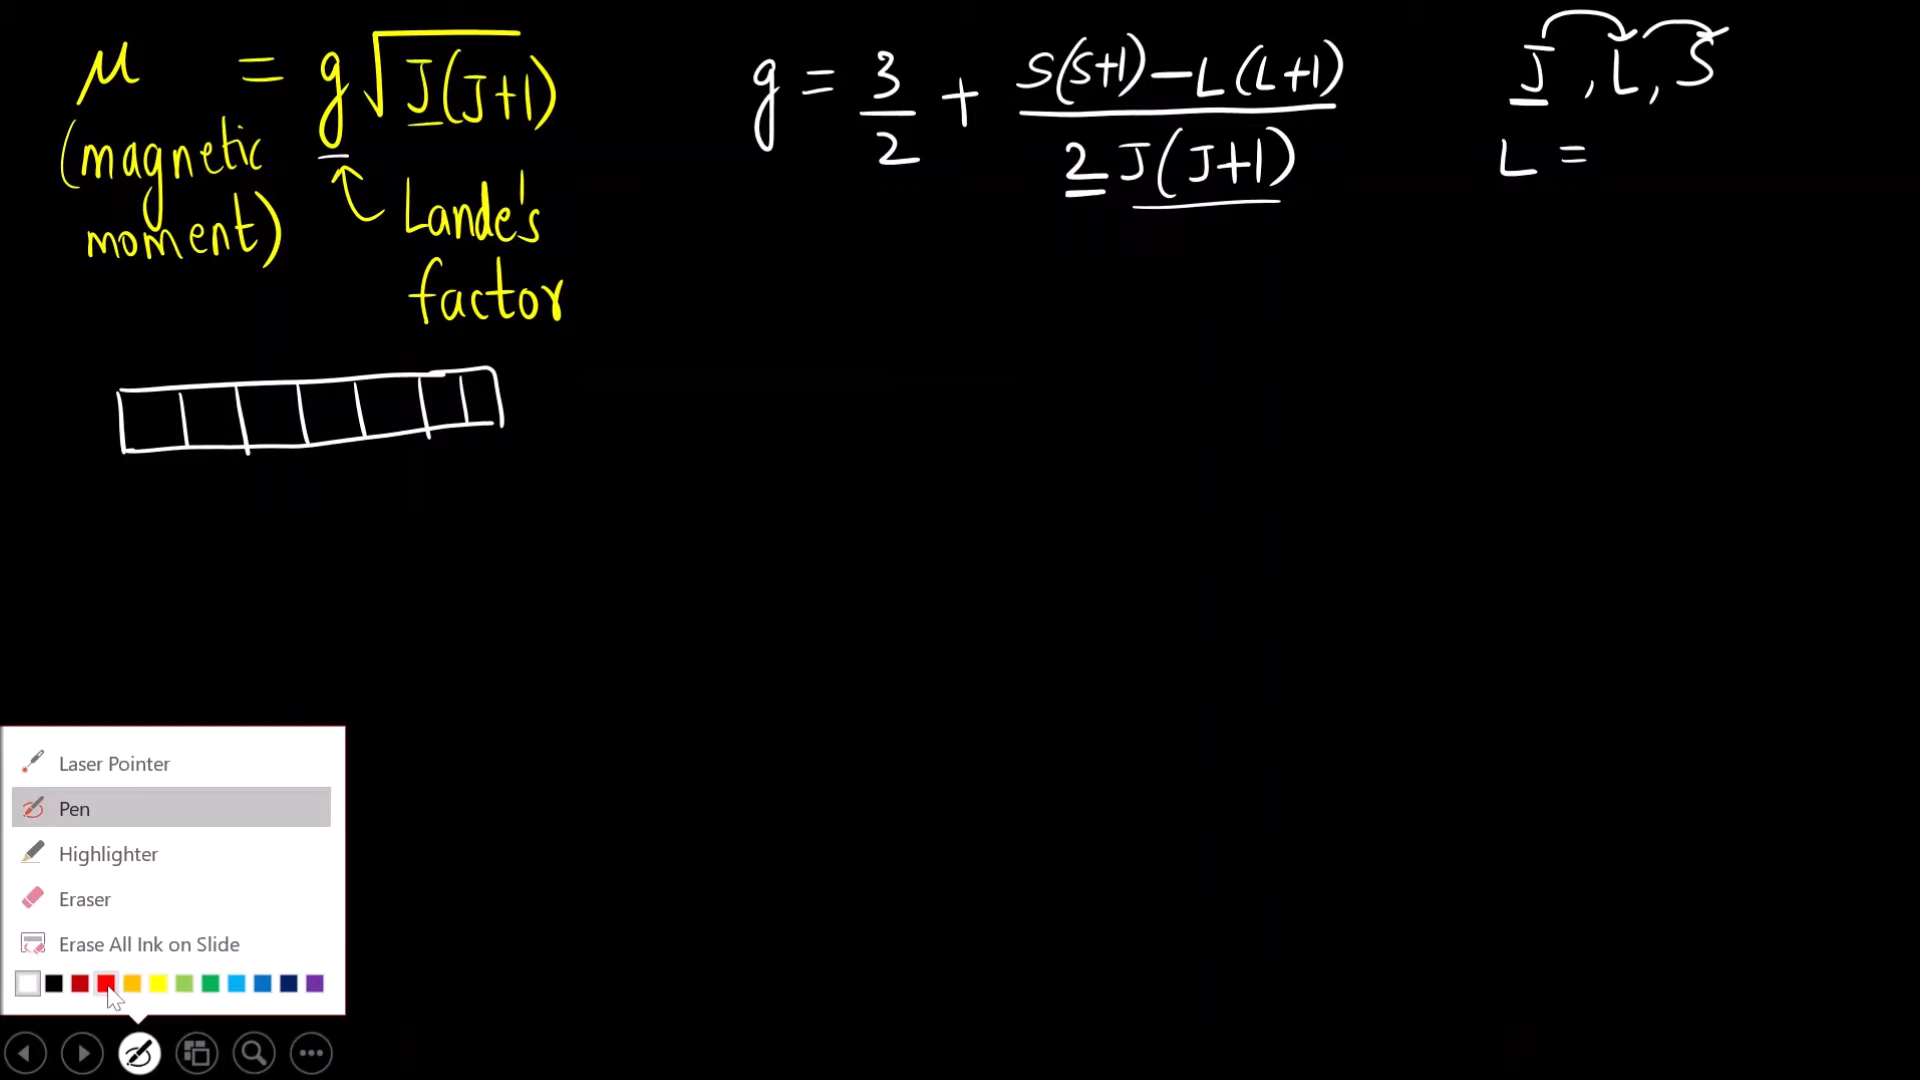 μ = g√J(J+1)
(magnetic
moment)
Lande's
factor
g = 3/2 + S(S+1)-L(L+1)/2J(J+1)
J, L, S
L =
Laser Pointer
Pen
Highlighter
Eraser
Erase All Ink on Slide